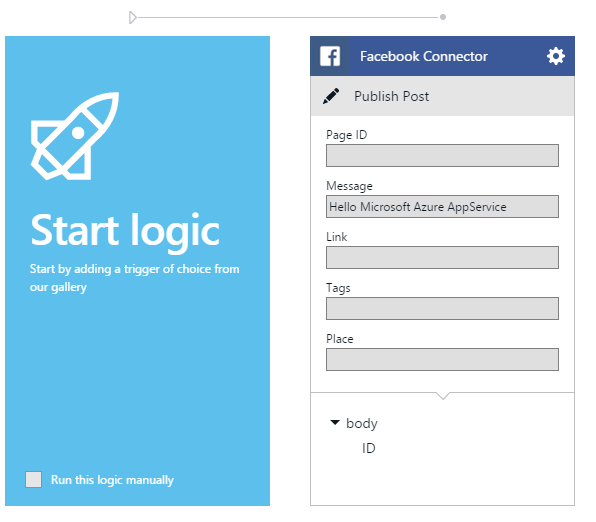 Start logic
Start by adding a trigger of choice from
our gallery
Run this logic manually
Facebook Connector
Publish Post
Page ID
Message
Hello Microsoft Azure AppService
Link
Tags
Place
body
ID